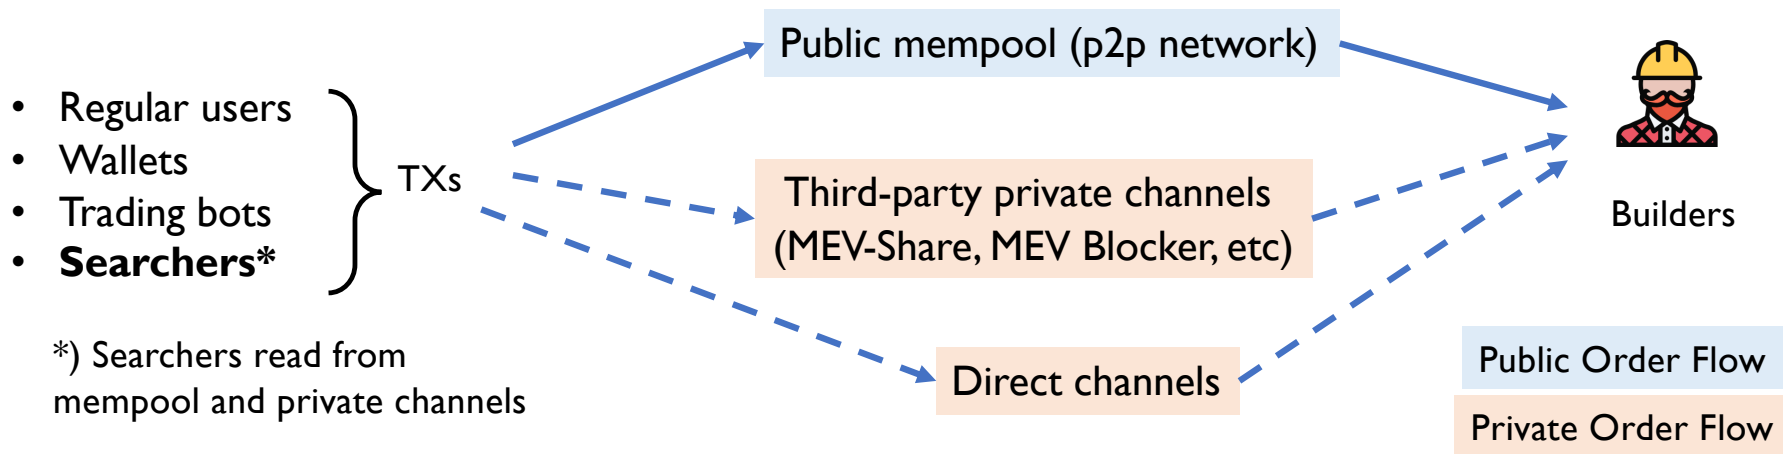 • Regular users
• Wallets
• Trading bots
• Searchers*
*) Searchers read from
mempool and private channels
TXs
Public mempool (p2p network)
Third-party private channels
(MEV-Share, MEV Blocker, etc)
Direct channels
Builders
Public Order Flow
Private Order Flow